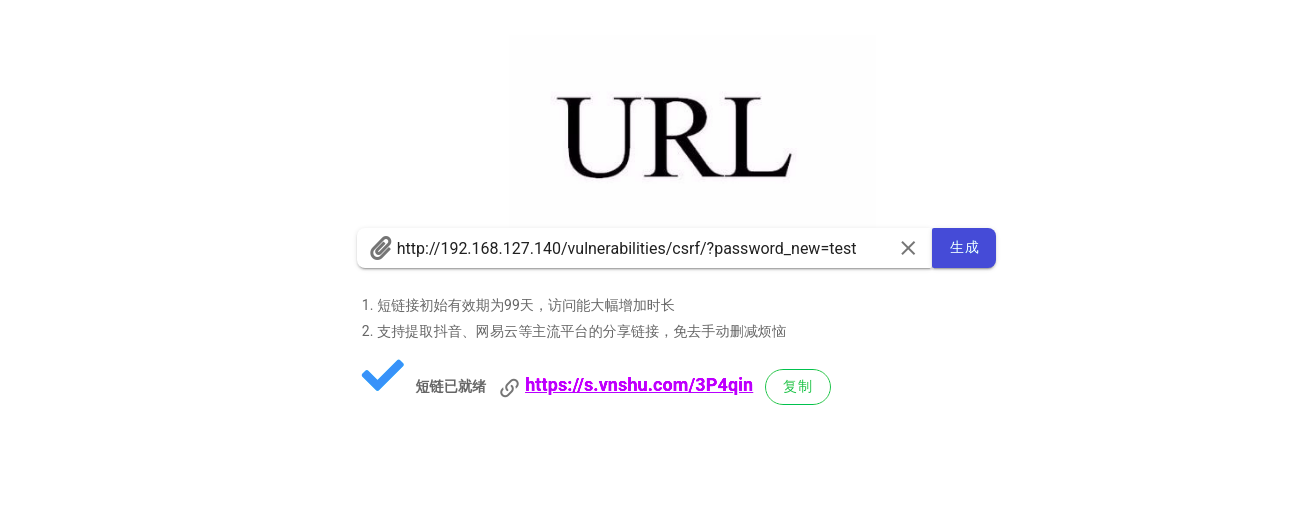 URL
http://192.168.127.140/vulnerabilities/csrf/?password_new=test
生成
1. 短链接初始有效期为99天，访问能大幅增加时长
2. 支持提取抖音、网易云等主流平台的分享链接，免去手动删减烦恼
短链已就绪 https://s.vnshu.com/3P4qin 复制